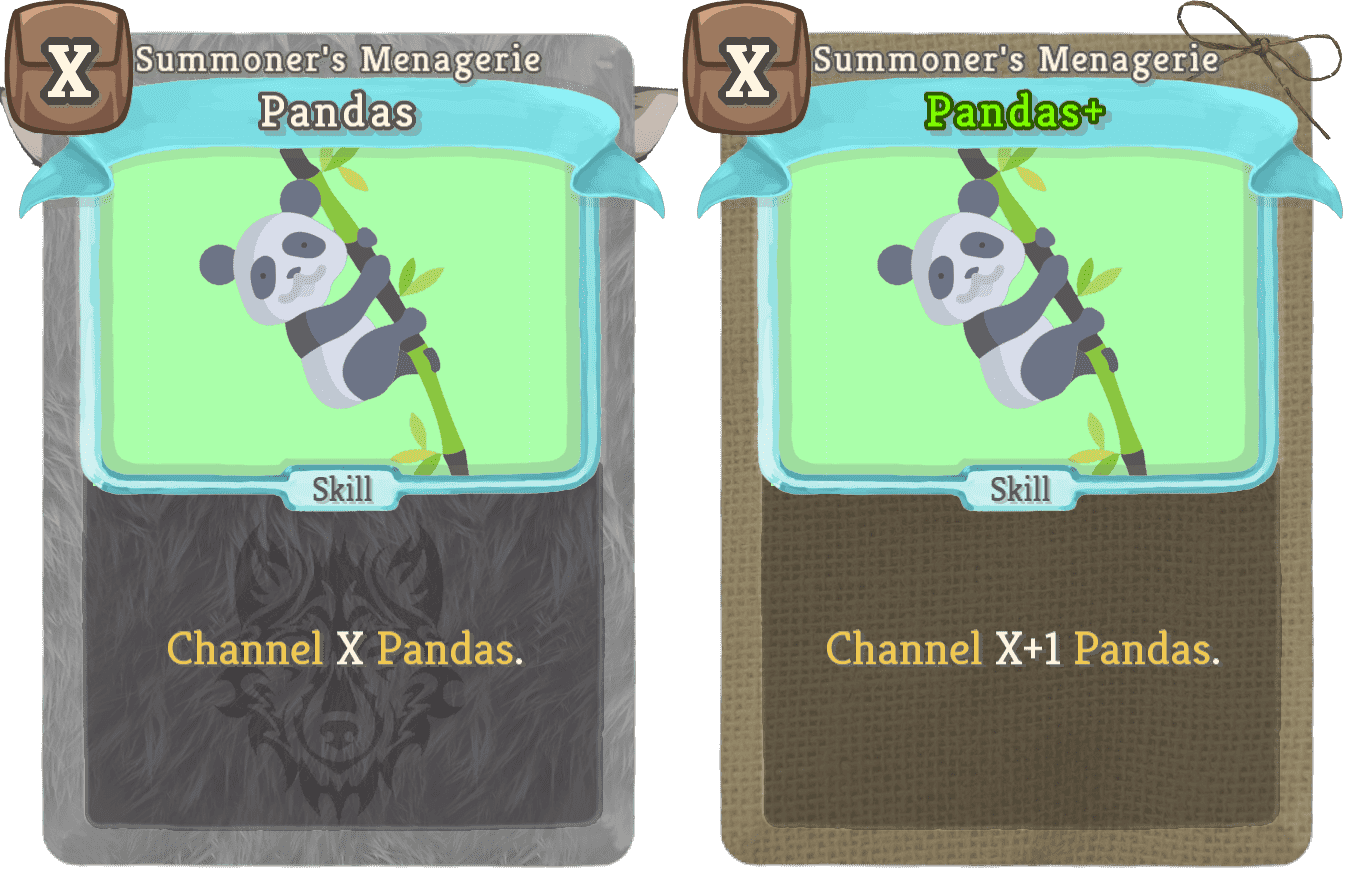 X
Summoner's Menagerie
Pandas
Skill
Channel X Pandas.
X
Summoner's Menagerie
Pandas+
Skill
Channel X+1 Pandas.